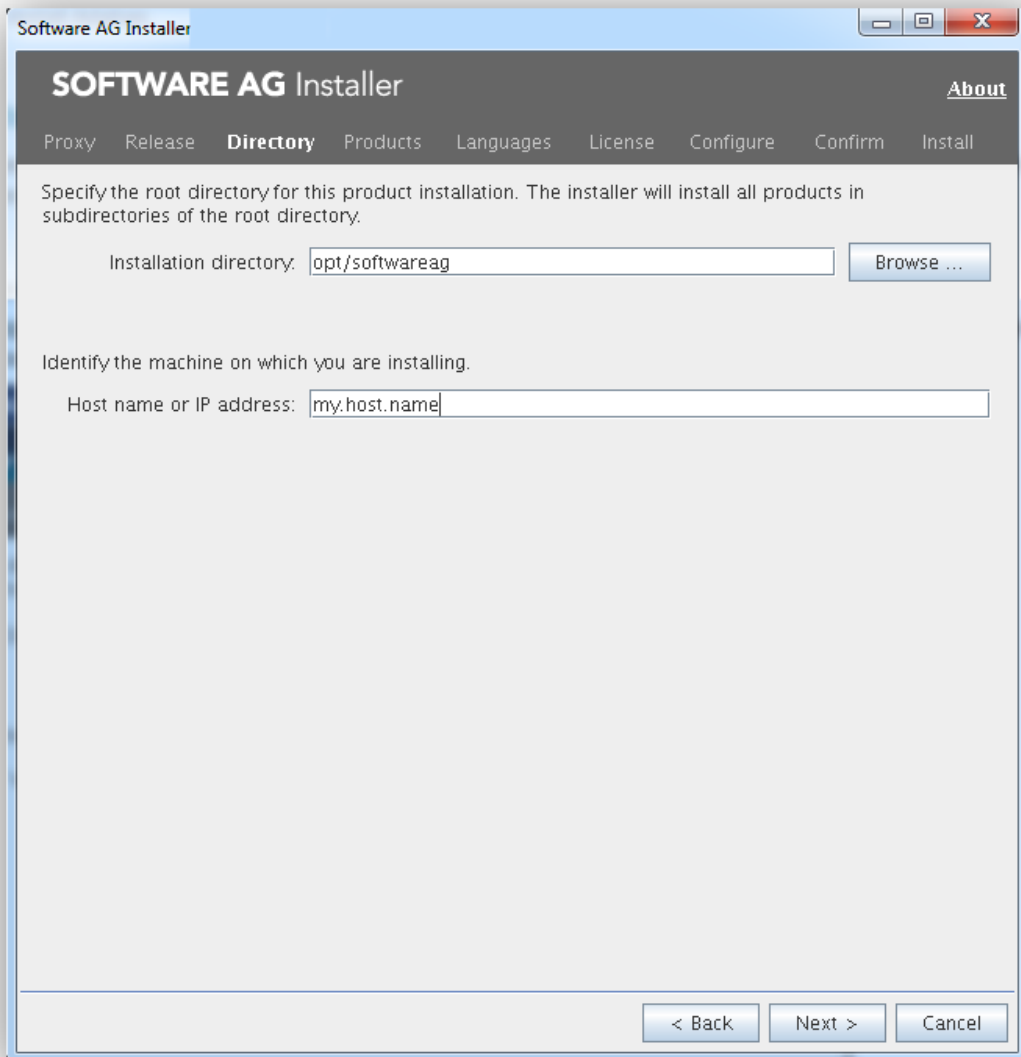 Software AG Installer
SOFTWARE AG Installer
About
Proxy Release Directory Products Languages License Configure Confirm Install
Specify the root directory for this product installation. The installer will install all products in
subdirectories of the root directory.
Installation directory: opt/softwareag Browse ...
Identify the machine on which you are installing.
Host name or IP address: my.host.name
< Back Next > Cancel